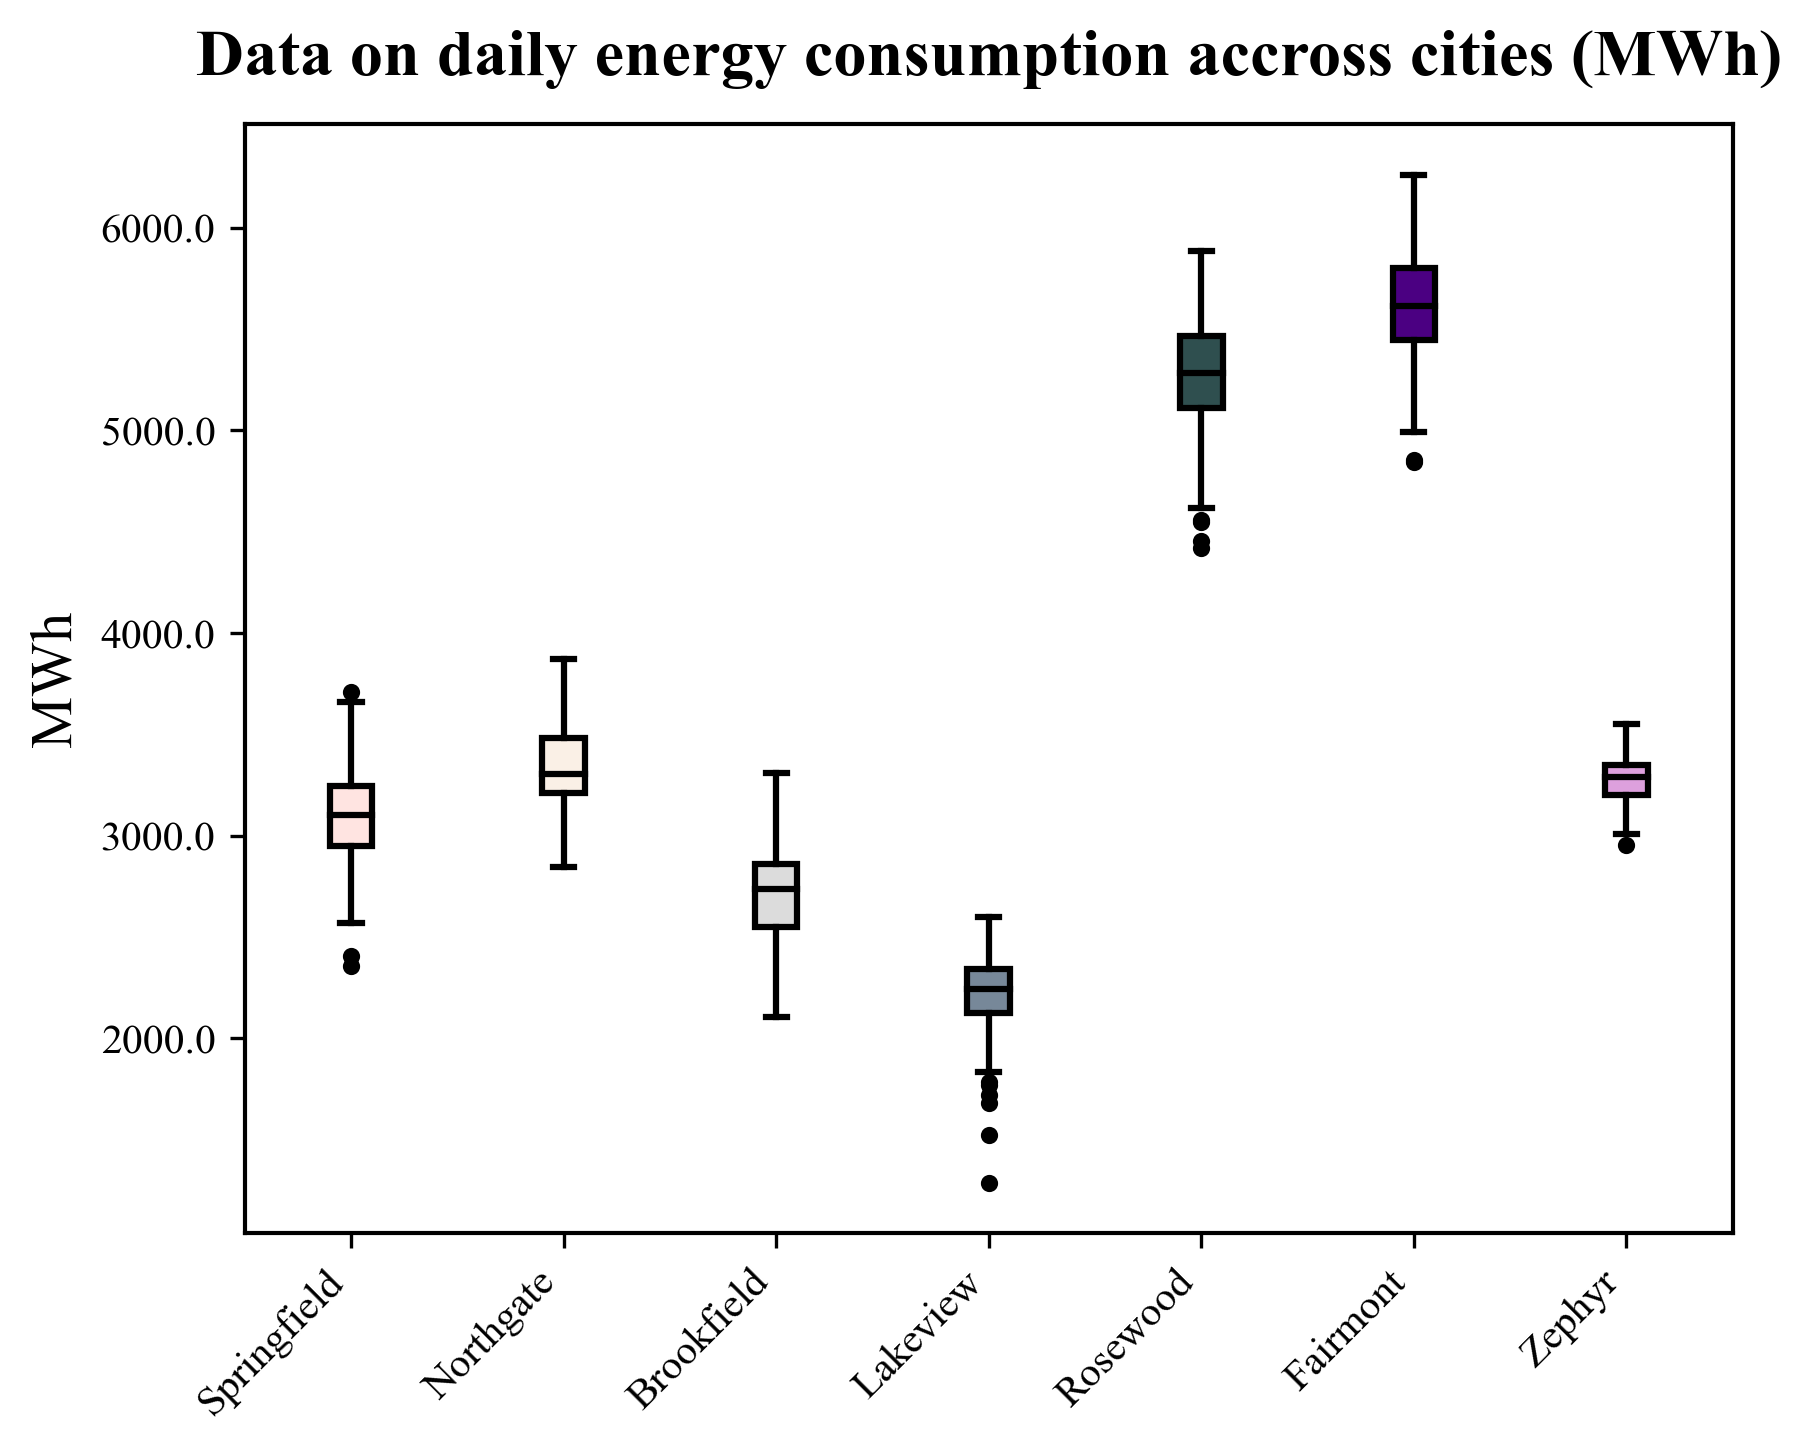 Data on daily energy consumption accross cities (MWh)
6000.0
5000.0
4000.0
3000.0
2000.0
MWh
Springfield
Northgate
Brookfield
Lakeview
Rosewood
Fairmont
Zephyr